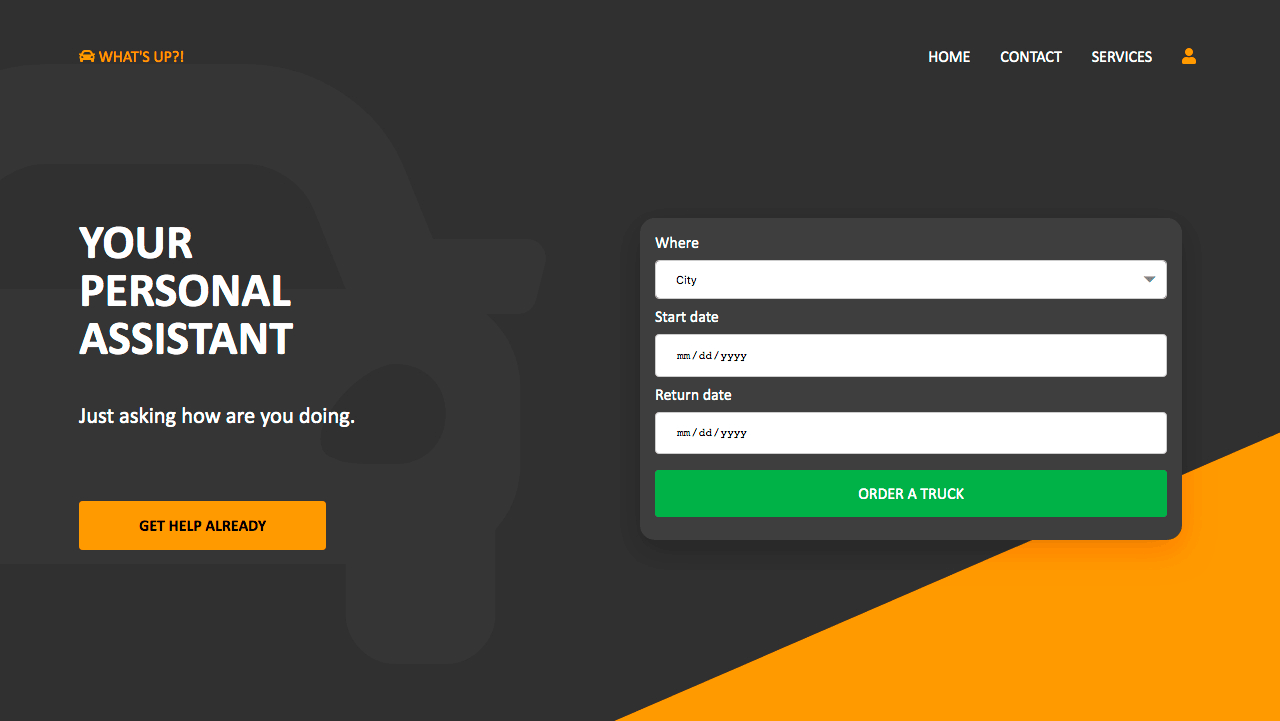 WHAT'S UP?!
HOME CONTACT SERVICES
YOUR
PERSONAL
ASSISTANT
Just asking how are you doing.
GET HELP ALREADY
Where
City
Start date
mm/dd/yyyy
Return date
mm/dd/yyyy
ORDER A TRUCK